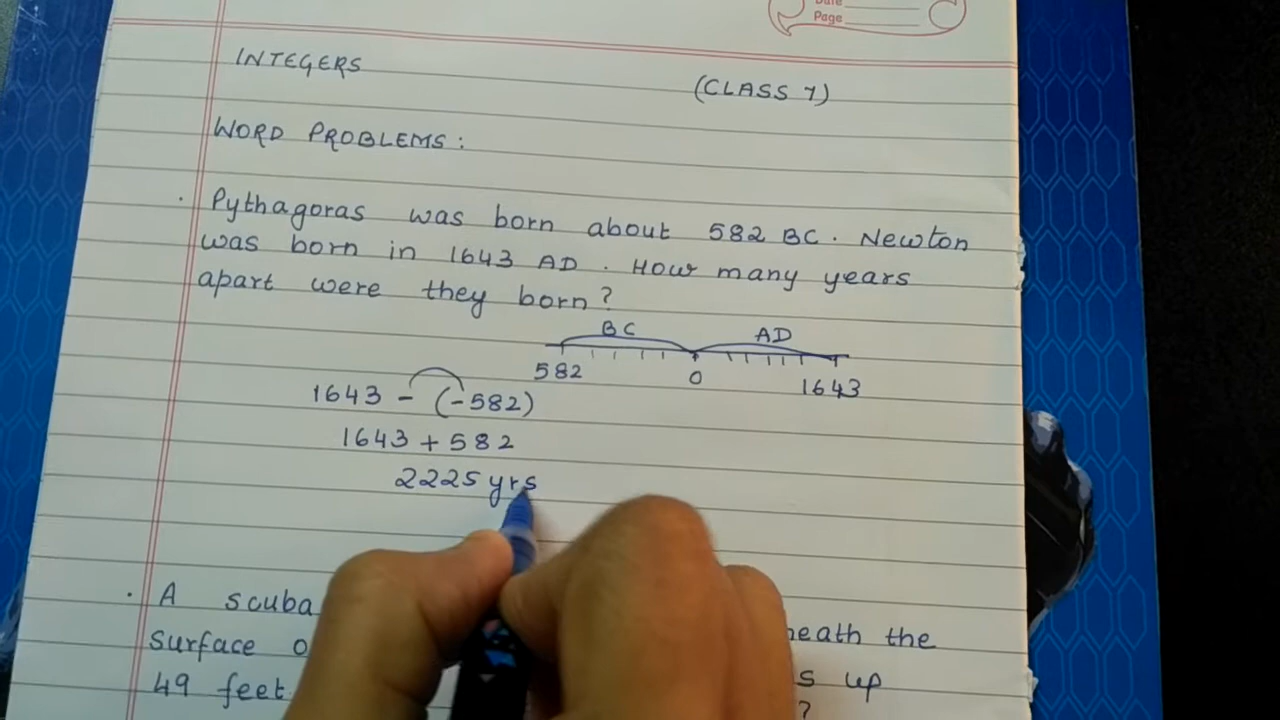 Date
Page
INTEGERS
(CLASS 7)
WORD PROBLEMS:
. Pythagoras was born about 582 BC. Newton
was born in 1643 AD. How many years
apart were they born?
BC AD
582 0 1643
1643 - (-582)
1643 + 582
2225 yrs
. A scuba neath the
surface o
49 feet s up
?